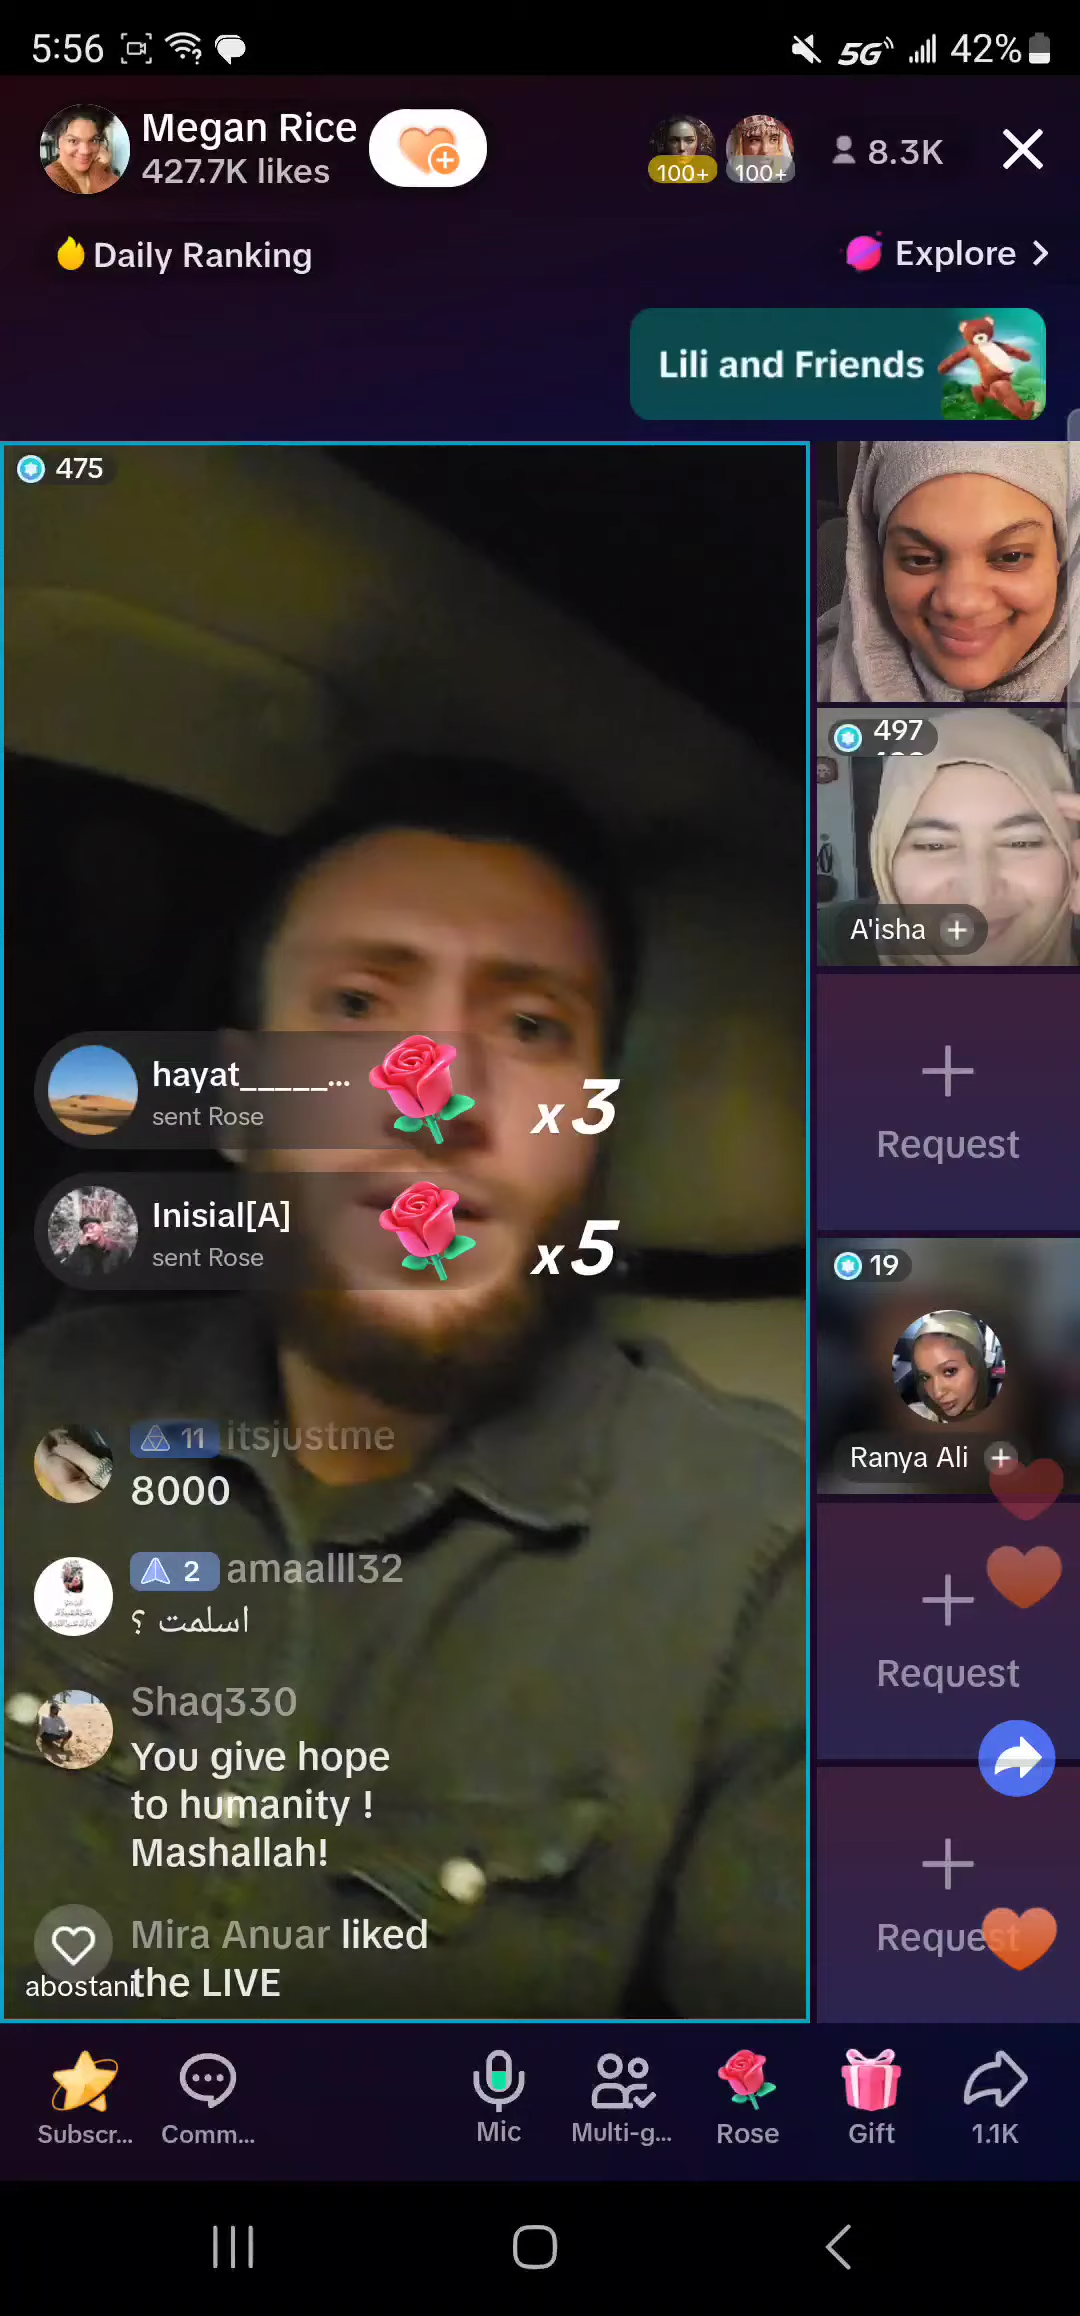 5:56
5G
42%
Megan Rice
427.7K likes
100+
100+
8.3K
Daily Ranking
Explore
Lili and Friends
475
497
A'isha
hayat_____...
sent Rose
x3
Inisial[A]
sent Rose
x5
Request
19
Ranya Ali
11 itsjustme
8000
2 amaalll32
اسلمت ؟
Shaq330
You give hope
to humanity !
Mashallah!
Request
Mira Anuar liked
the LIVE
abostani
Request
Subscr...
Comm...
Mic
Multi-g...
Rose
Gift
1.1K